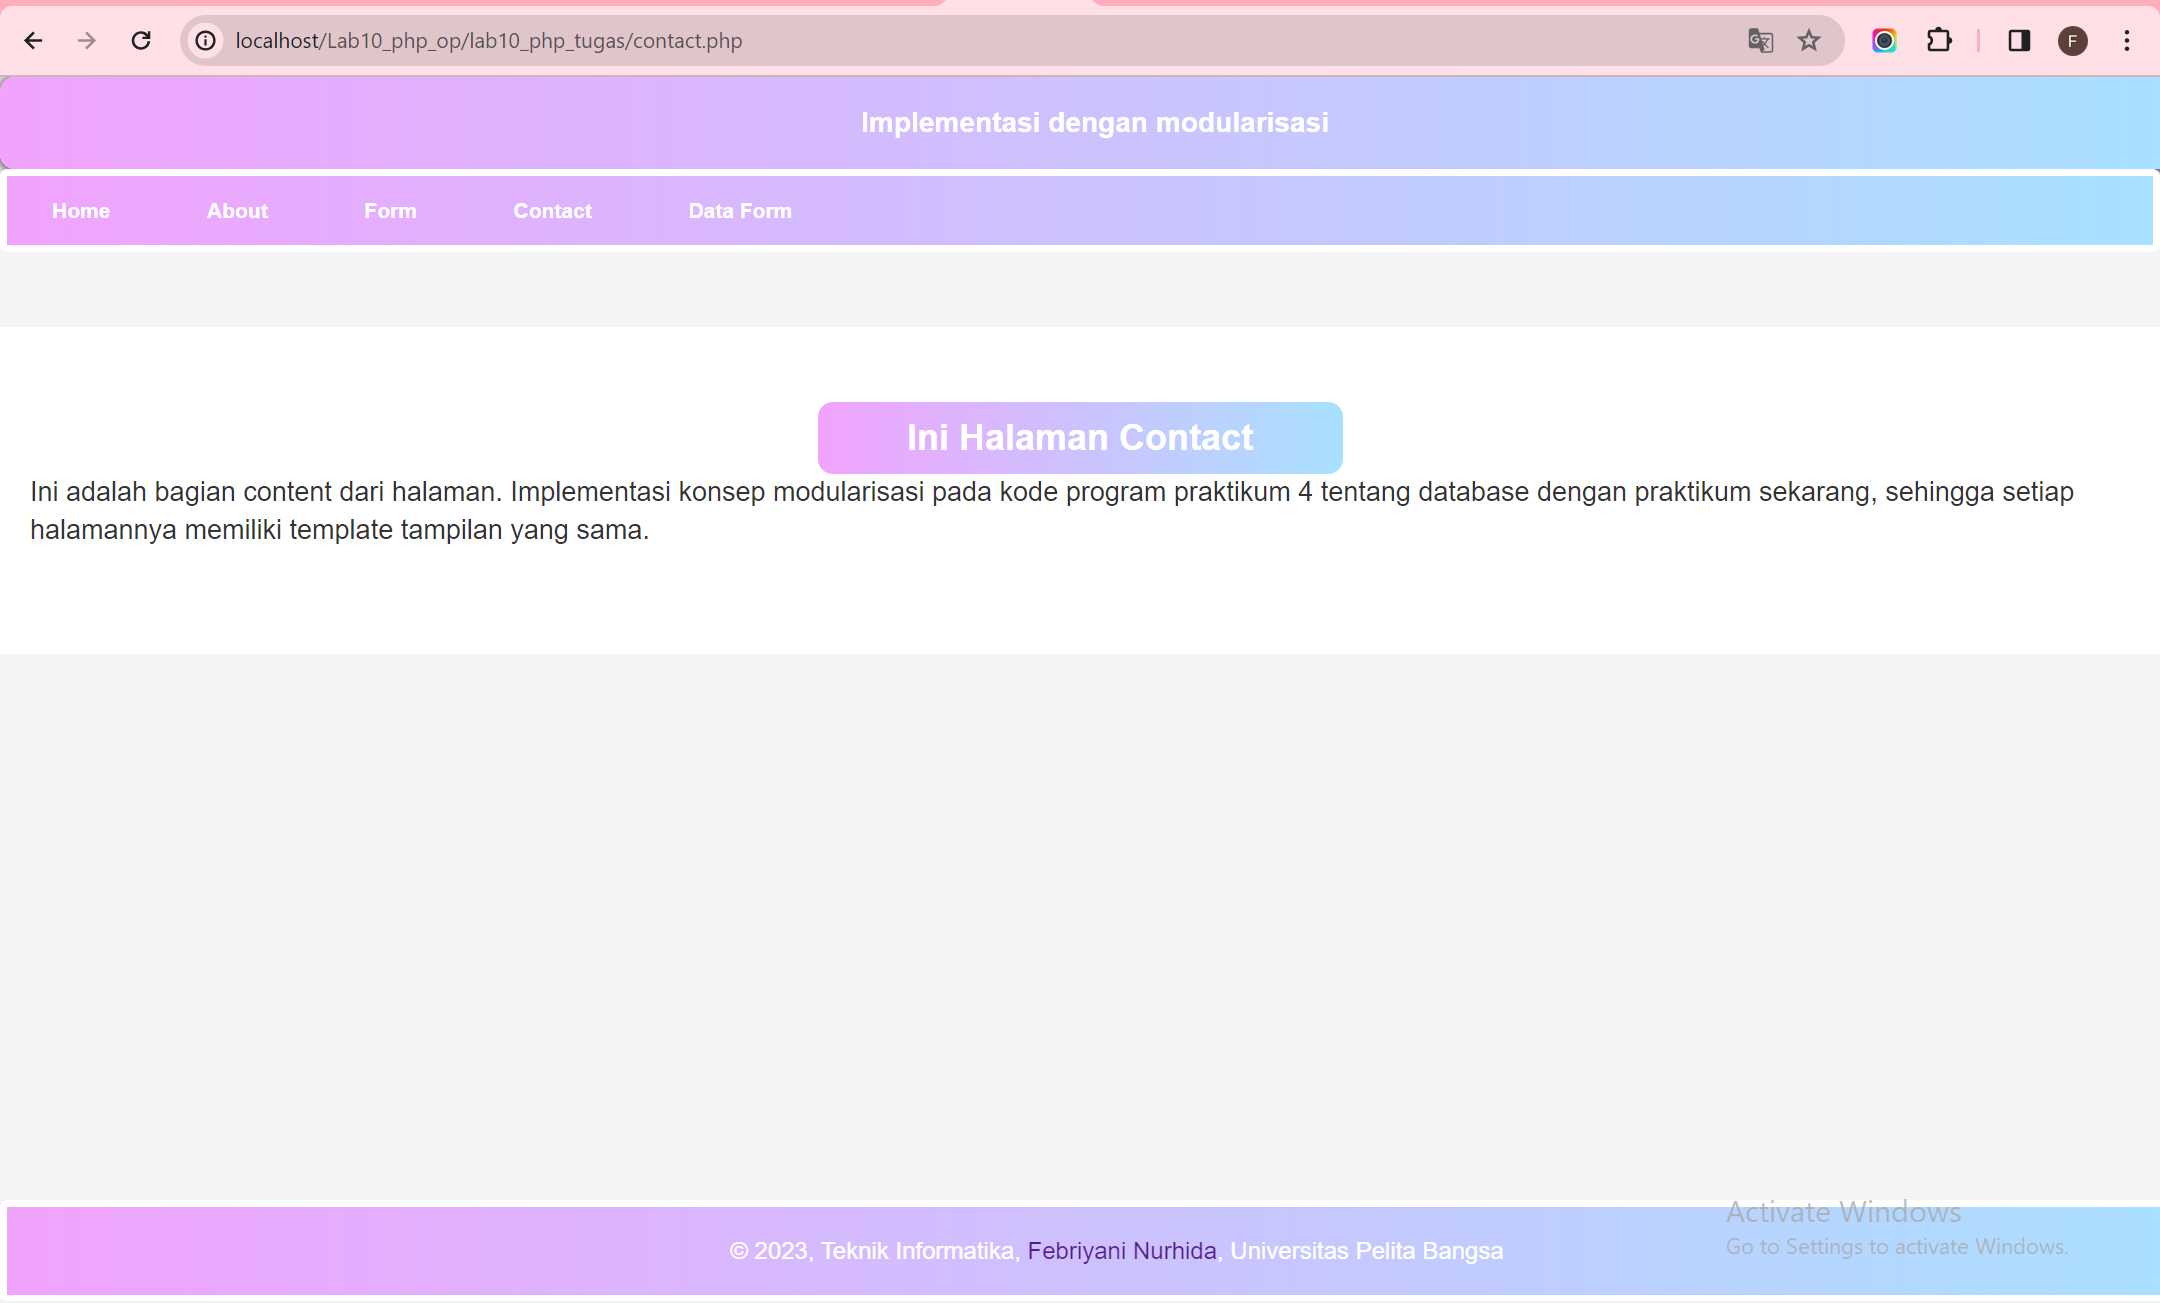 localhost/Lab10_php_op/lab10_php_tugas/contact.php
F
Implementasi dengan modularisasi
Home About Form Contact Data Form
Ini Halaman Contact
Ini adalah bagian content dari halaman. Implementasi konsep modularisasi pada kode program praktikum 4 tentang database dengan praktikum sekarang, sehingga setiap
halamannya memiliki template tampilan yang sama.
Activate Windows
Go to Settings to activate Windows.
© 2023, Teknik Informatika, Febriyani Nurhida, Universitas Pelita Bangsa